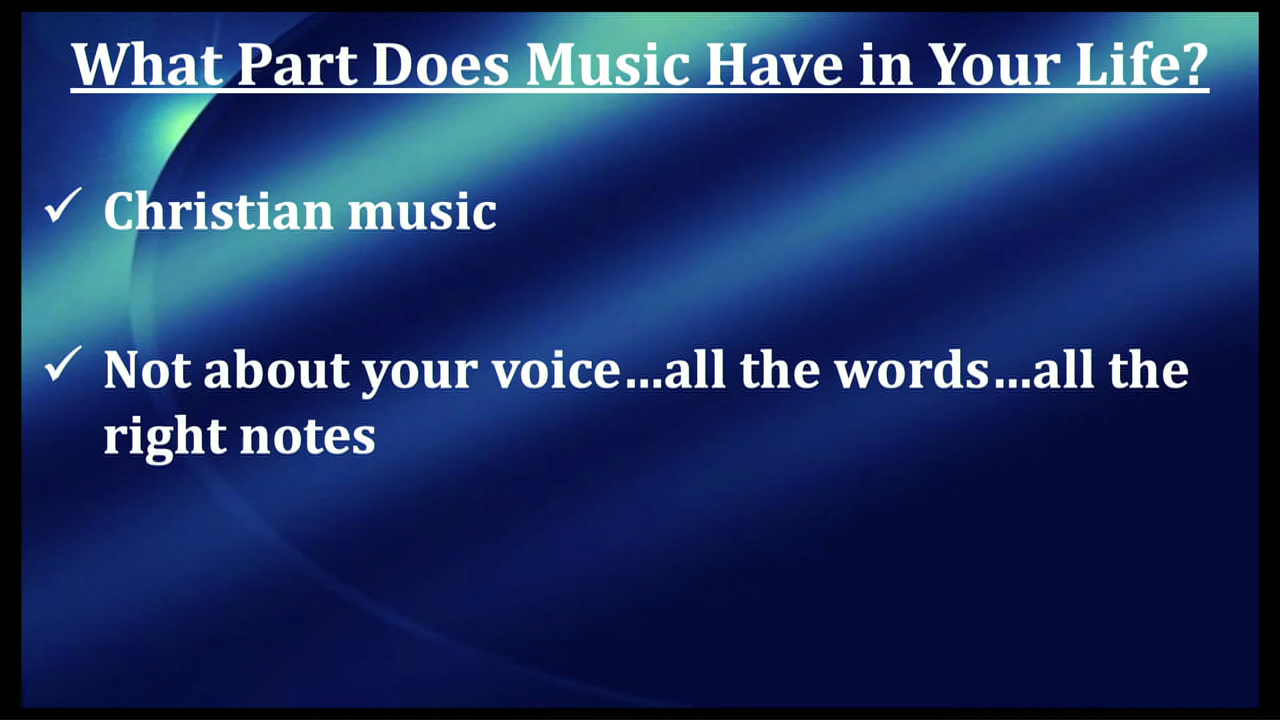 What Part Does Music Have in Your Life?
✓ Christian music
✓ Not about your voice…all the words…all the
right notes